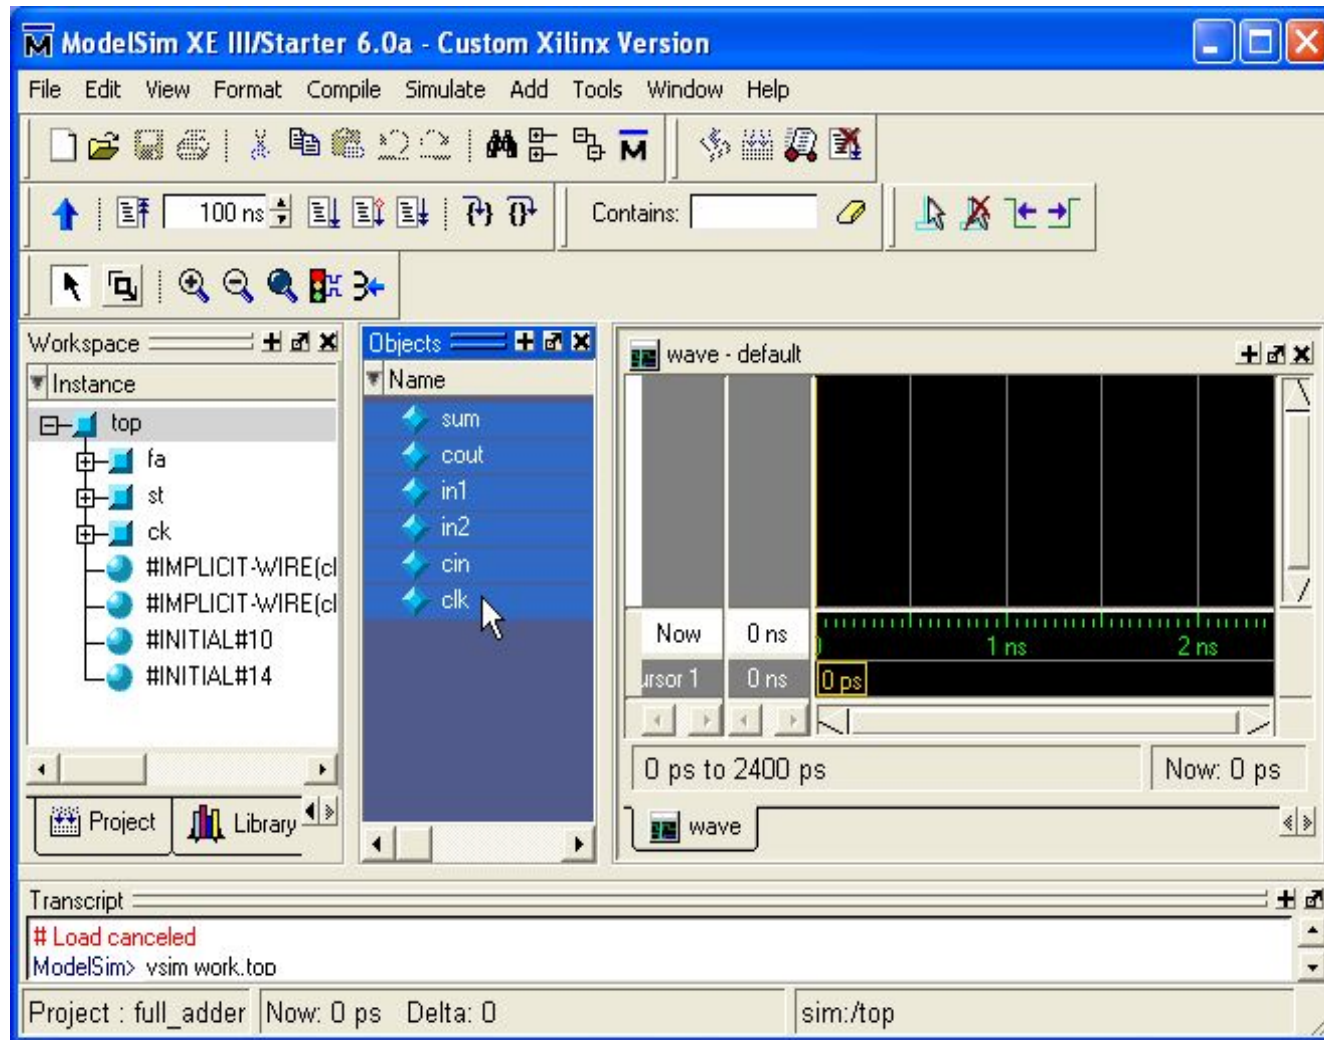 ModelSim XE III/Starter 6.0a - Custom Xilinx Version
File Edit View Format Compile Simulate Add Tools Window Help
100 ns Contains:
Workspace
Instance
top
fa
st
ck
#IMPLICIT-WIRE(cl
#IMPLICIT-WIRE(cl
#INITIAL#10
#INITIAL#14
Project Library
Objects
Name
sum
cout
in1
in2
cin
clk
wave - default
Now 0 ns
1 ns 2 ns
ursor 1 0 ns 0 ps
0 ps to 2400 ps Now: 0 ps
wave
Transcript
# Load canceled
ModelSim> vsim work.top
Project : full_adder Now: 0 ps Delta: 0 sim:/top